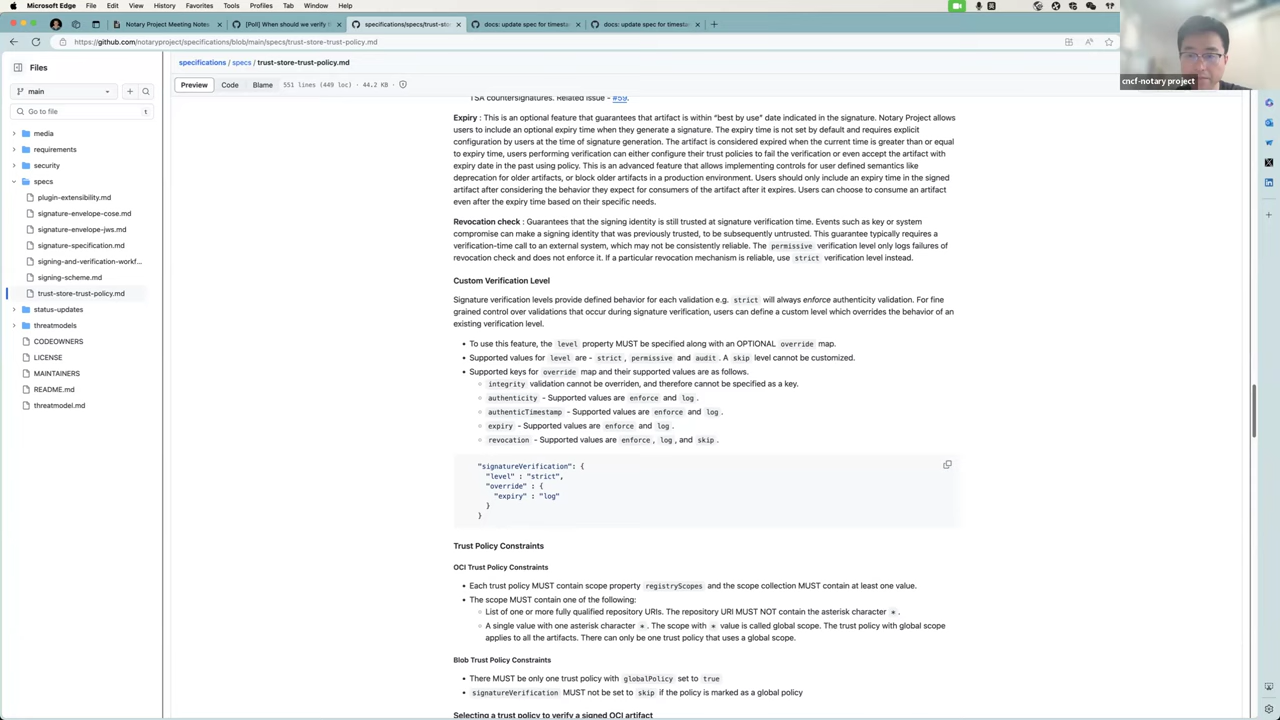 Microsoft Edge File Edit View History Favorites Tools Profiles Tab Window Help
Notary Project Meeting Notes
[Poll] When should we verify t
specifications/specs/trust-stor
docs: update spec for timesta
docs: update spec for timesta
https://github.com/notaryproject/specifications/blob/main/specs/trust-store-trust-policy.md
cncf-notary project
Files
main
Go to file
t
media
requirements
security
specs
plugin-extensibility.md
signature-envelope-cose.md
signature-envelope-jws.md
signature-specification.md
signing-and-verification-workf...
signing-scheme.md
trust-store-trust-policy.md
status-updates
threatmodels
CODEOWNERS
LICENSE
MAINTAINERS
README.md
threatmodel.md
specifications / specs / trust-store-trust-policy.md
Preview Code Blame 551 lines (449 loc) · 44.2 KB
TSA countersignatures. Related issue - #59.
Expiry : This is an optional feature that guarantees that artifact is within “best by use” date indicated in the signature. Notary Project allows
users to include an optional expiry time when they generate a signature. The expiry time is not set by default and requires explicit
configuration by users at the time of signature generation. The artifact is considered expired when the current time is greater than or equal
to expiry time, users performing verification can either configure their trust policies to fail the verification or even accept the artifact with
expiry date in the past using policy. This is an advanced feature that allows implementing controls for user defined semantics like
deprecation for older artifacts, or block older artifacts in a production environment. Users should only include an expiry time in the signed
artifact after considering the behavior they expect for consumers of the artifact after it expires. Users can choose to consume an artifact
even after the expiry time based on their specific needs.
Revocation check : Guarantees that the signing identity is still trusted at signature verification time. Events such as key or system
compromise can make a signing identity that was previously trusted, to be subsequently untrusted. This guarantee typically requires a
verification-time call to an external system, which may not be consistently reliable. The permissive verification level only logs failures of
revocation check and does not enforce it. If a particular revocation mechanism is reliable, use strict verification level instead.
Custom Verification Level
Signature verification levels provide defined behavior for each validation e.g. strict will always enforce authenticity validation. For fine
grained control over validations that occur during signature verification, users can define a custom level which overrides the behavior of an
existing verification level.
• To use this feature, the level property MUST be specified along with an OPTIONAL override map.
• Supported values for level are - strict, permissive and audit. A skip level cannot be customized.
• Supported keys for override map and their supported values are as follows.
integrity validation cannot be overriden, and therefore cannot be specified as a key.
authenticity - Supported values are enforce and log.
authenticTimestamp - Supported values are enforce and log.
expiry - Supported values are enforce and log.
revocation - Supported values are enforce, log, and skip.
"signatureVerification": {
"level" : "strict",
"override" : {
"expiry" : "log"
}
}
Trust Policy Constraints
OCI Trust Policy Constraints
• Each trust policy MUST contain scope property registryScopes and the scope collection MUST contain at least one value.
• The scope MUST contain one of the following:
List of one or more fully qualified repository URIs. The repository URI MUST NOT contain the asterisk character *.
A single value with one asterisk character *. The scope with * value is called global scope. The trust policy with global scope
applies to all the artifacts. There can only be one trust policy that uses a global scope.
Blob Trust Policy Constraints
• There MUST be only one trust policy with globalPolicy set to true
• signatureVerification MUST not be set to skip if the policy is marked as a global policy
Selecting a trust policy to verify a signed OCI artifact